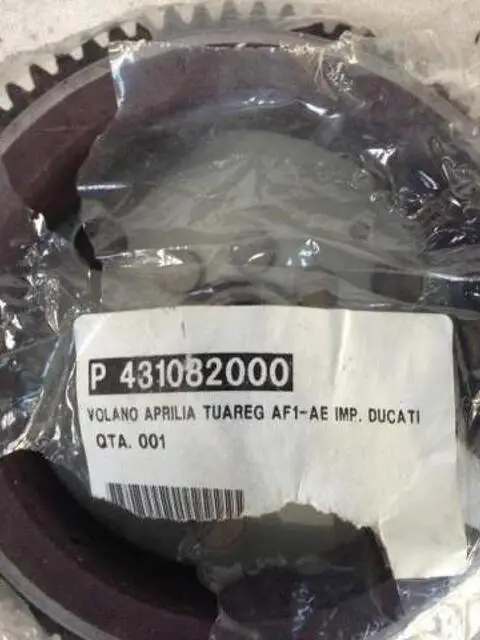 P 431082000
VOLANO APRILIA TUAREG AF1-AE IMP. DUCATI
QTA. 001